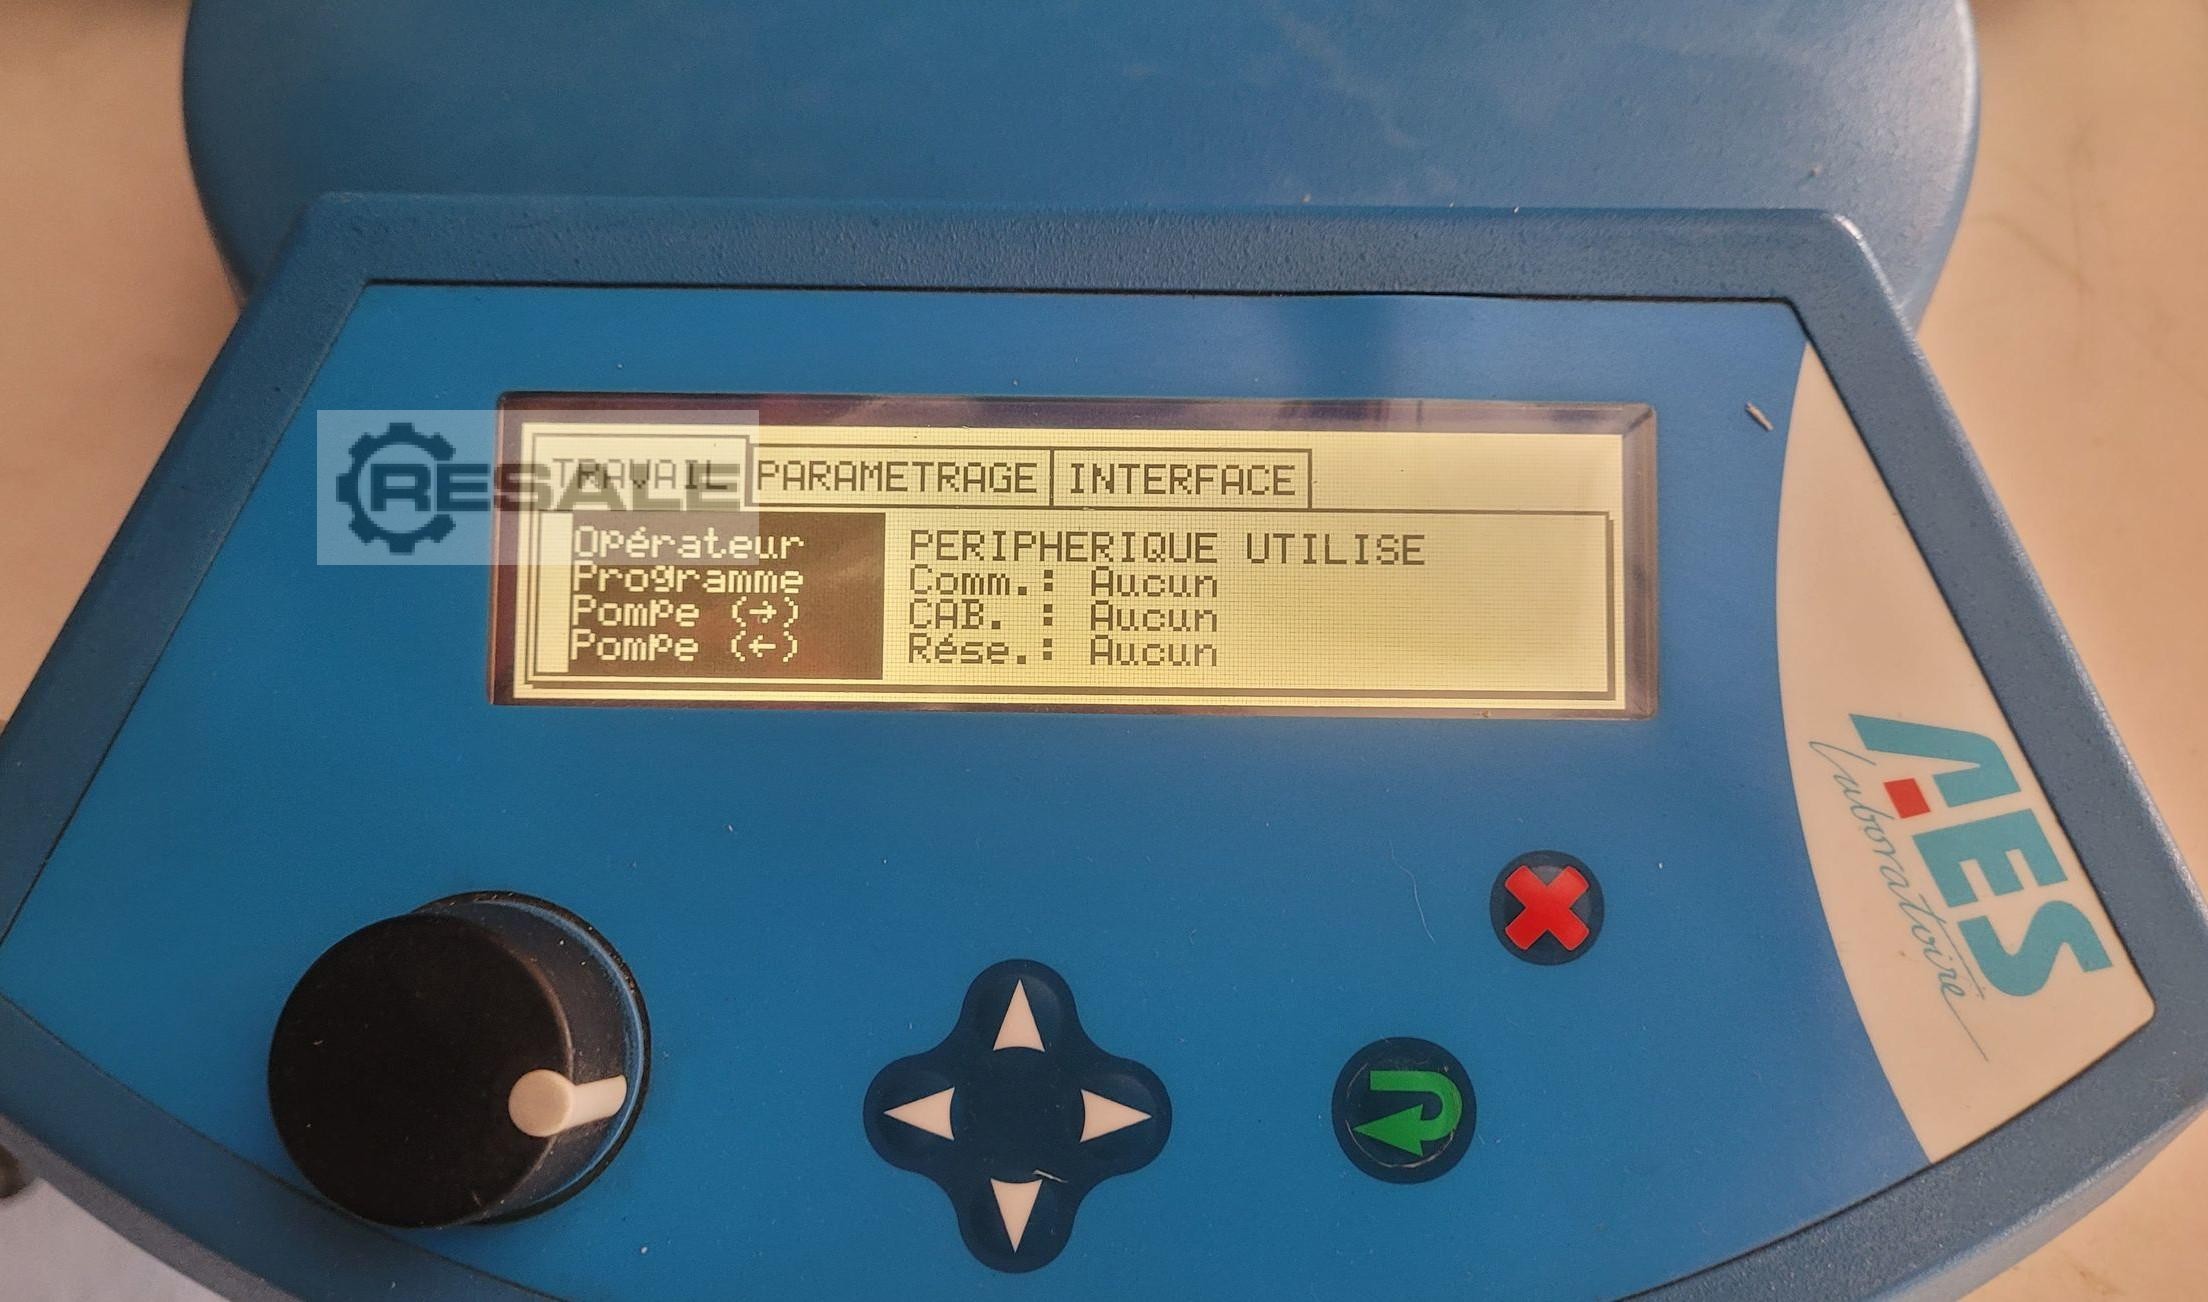 RESALE
TRAVAIL PARAMETRAGE INTERFACE
Opérateur
Programme
Pompe (→)
Pompe (←)
PERIPHERIQUE UTILISE
Comm.: Aucun
CAB. : Aucun
Rése.: Aucun
AES
Laboratoire